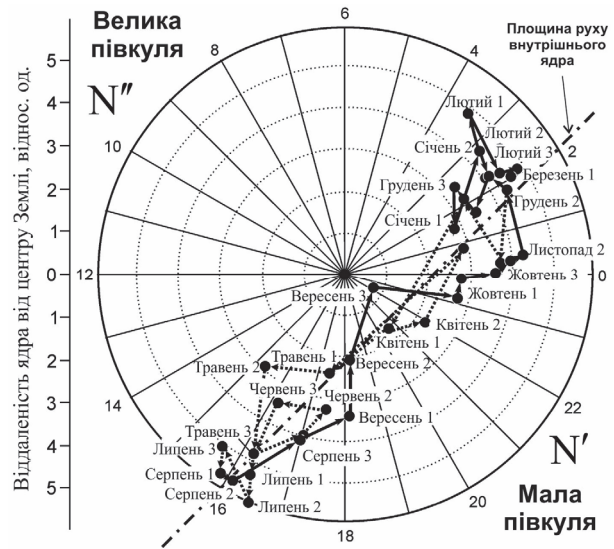 Велика
півкуля
N″
Площина руху
внутрішнього
ядра
6
8
4
10
2
12
0
14
22
16
20
18
5
4
3
2
1
0
1
2
3
4
5
Віддаленість ядра від центру Землі, віднос. од.
Лютий 1
Лютий 2
Січень 2
Лютий 3
Березень 1
Грудень 3
Грудень 2
Січень 1
Листопад 2
Жовтень 3
Вересень 3
Жовтень 1
Квітень 2
Квітень 1
Травень 1
Вересень 2
Травень 2
Червень 3
Червень 2
Вересень 1
Травень 3
Липень 3
Серпень 3
Серпень 1
Липень 1
Серпень 2
Липень 2
N′
Мала
півкуля